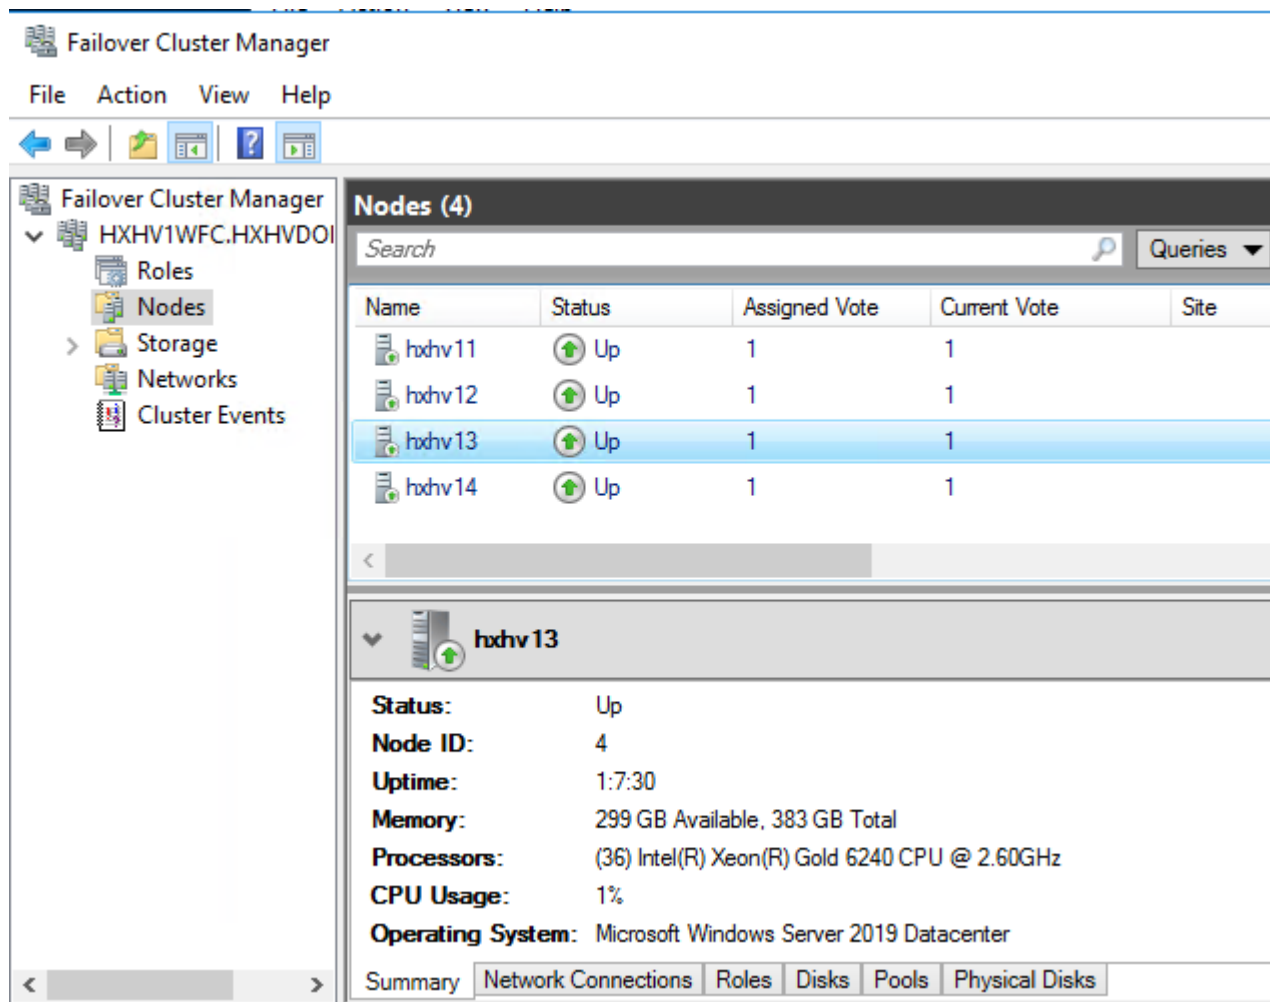 Failover Cluster Manager
File Action View Help
Failover Cluster Manager
HXHV1WFC.HXHVDOI
Roles
Nodes
Storage
Networks
Cluster Events
Nodes (4)
Search
Queries
Name Status Assigned Vote Current Vote Site
hxhv11 Up 1 1
hxhv12 Up 1 1
hxhv13 Up 1 1
hxhv14 Up 1 1
hxhv13
Status: Up
Node ID: 4
Uptime: 1:7:30
Memory: 299 GB Available, 383 GB Total
Processors: (36) Intel(R) Xeon(R) Gold 6240 CPU @ 2.60GHz
CPU Usage: 1%
Operating System: Microsoft Windows Server 2019 Datacenter
Summary Network Connections Roles Disks Pools Physical Disks